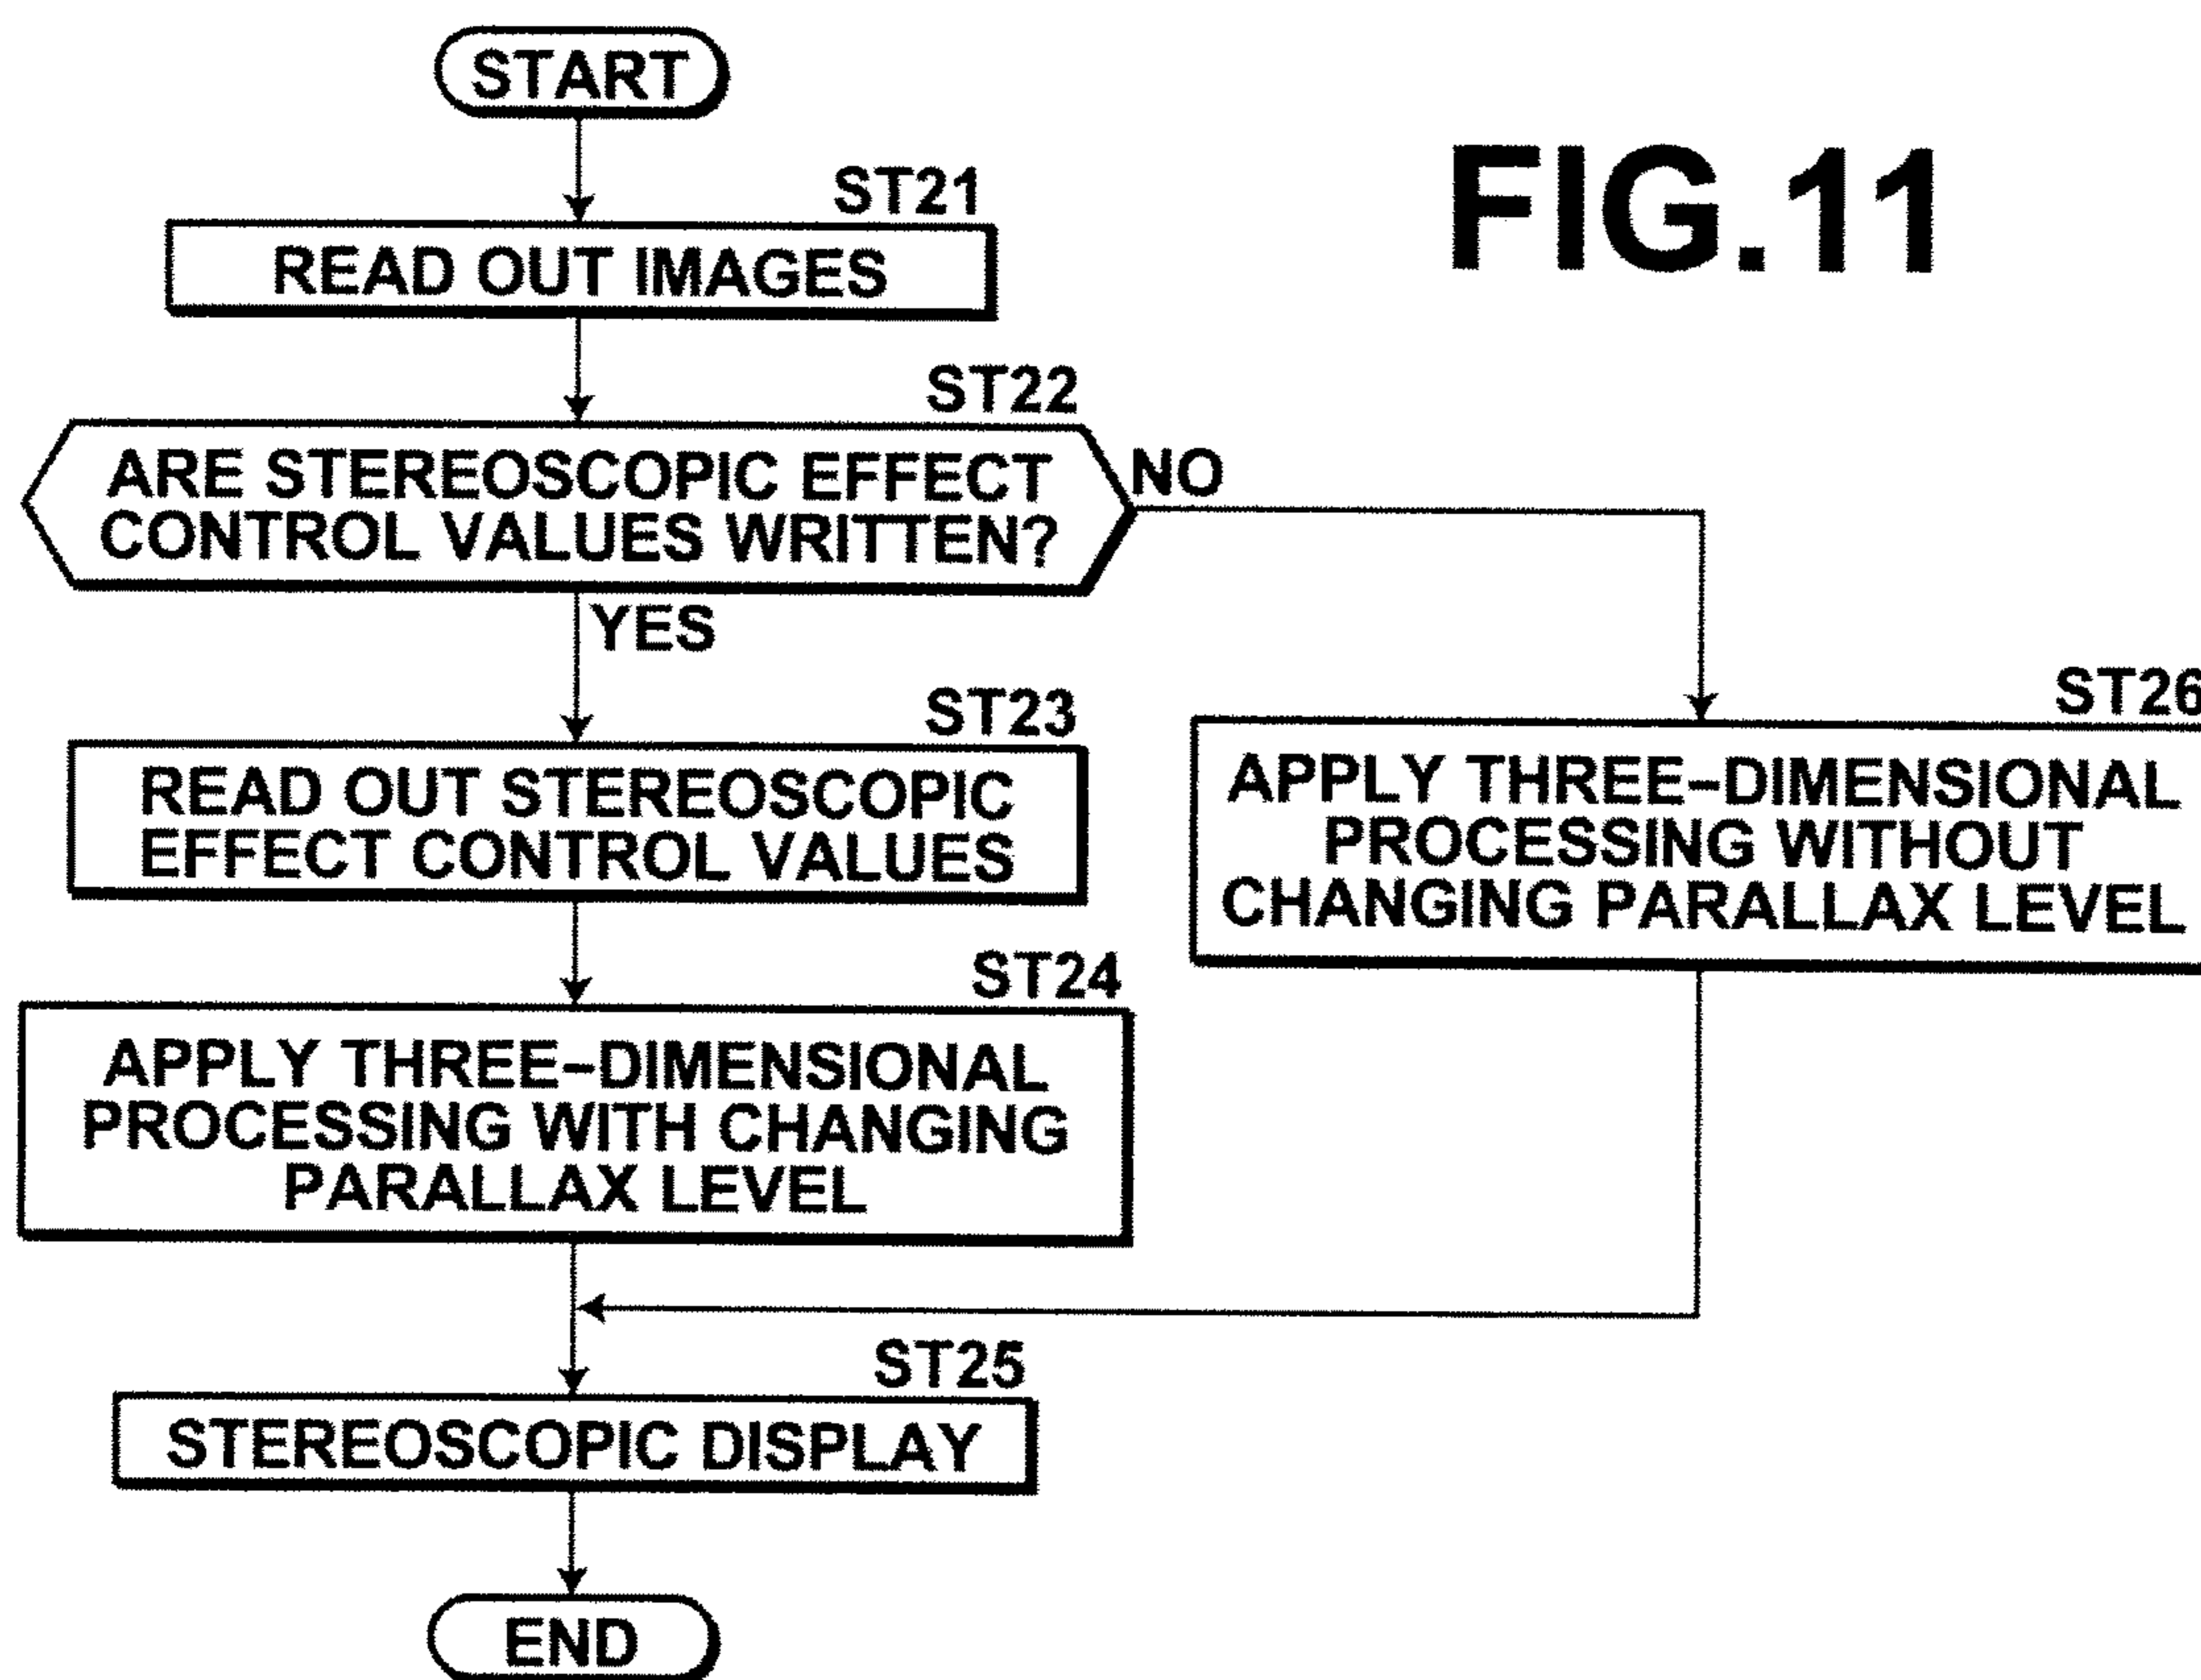 START
FIG.11
ST21
READ OUT IMAGES
ST22
ARE STEREOSCOPIC EFFECT
CONTROL VALUES WRITTEN?
NO
YES
ST23
READ OUT STEREOSCOPIC
EFFECT CONTROL VALUES
ST26
APPLY THREE–DIMENSIONAL
PROCESSING WITHOUT
CHANGING PARALLAX LEVEL
ST24
APPLY THREE–DIMENSIONAL
PROCESSING WITH CHANGING
PARALLAX LEVEL
ST25
STEREOSCOPIC DISPLAY
END